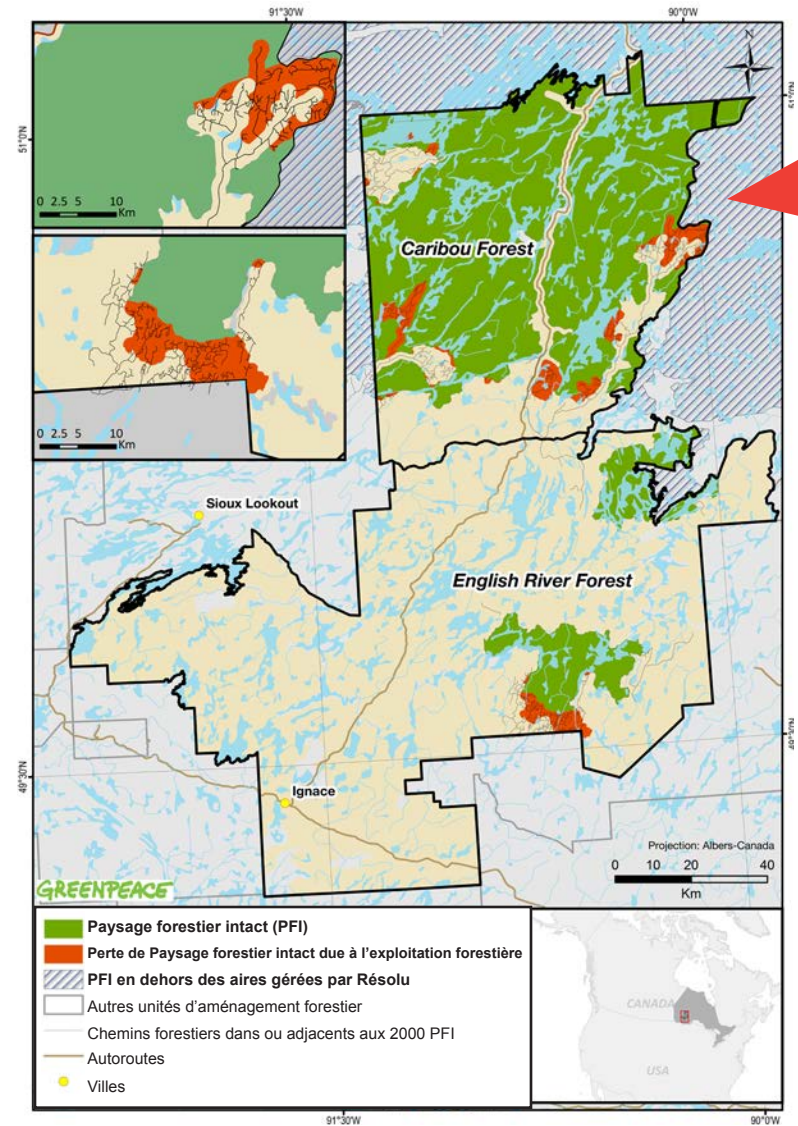 91°30'W
90°0'W
N
51°0'N
51°0'N
0 2.5 5 10
Km
Caribou Forest
0 2.5 5 10
Km
Sioux Lookout
English River Forest
49°30'N
49°30'N
Ignace
Projection: Albers-Canada
0 10 20 40
Km
GREENPEACE
Paysage forestier intact (PFI)
Perte de Paysage forestier intact due à l'exploitation forestière
PFI en dehors des aires gérées par Résolu
Autres unités d'aménagement forestier
Chemins forestiers dans ou adjacents aux 2000 PFI
Autoroutes
Villes
CANADA
USA
91°30'W
90°0'W